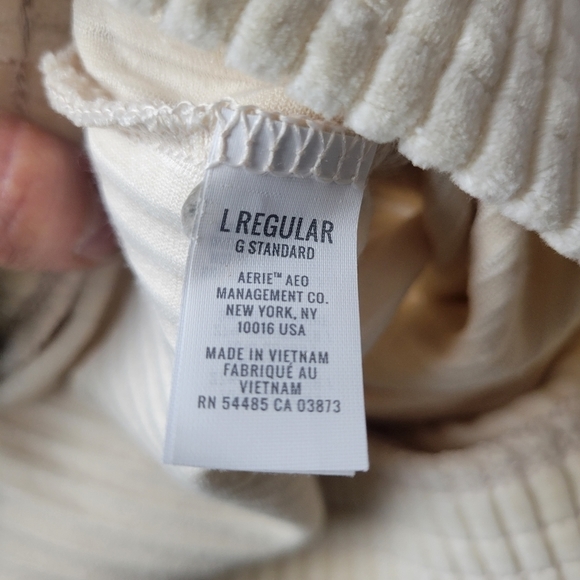 L REGULAR
G STANDARD
AERIE™ AEO
MANAGEMENT CO.
NEW YORK, NY
10016 USA
MADE IN VIETNAM
FABRIQUÉ AU
VIETNAM
RN 54485 CA 03873